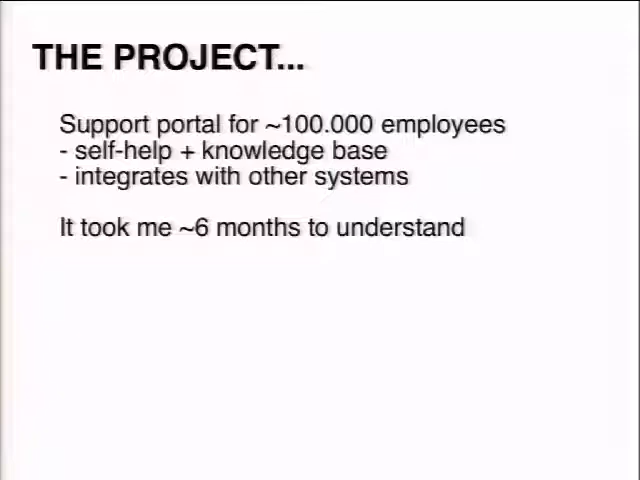 THE PROJECT...
Support portal for ~100.000 employees
- self-help + knowledge base
- integrates with other systems
It took me ~6 months to understand